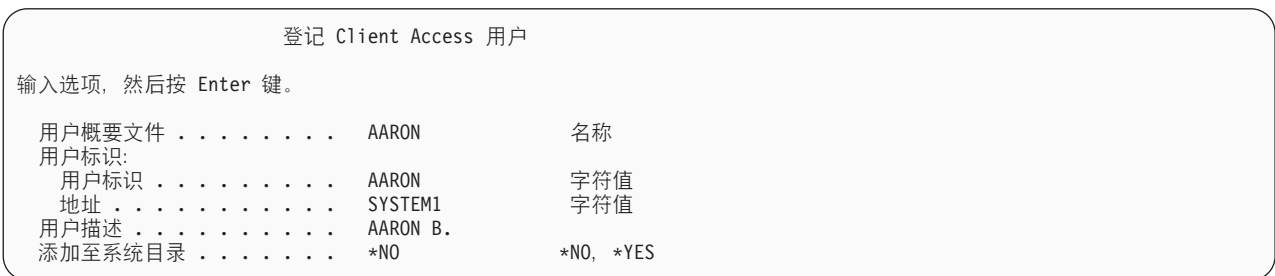 登记 Client Access 用户
输入选项, 然后按 Enter 键。
用户概要文件 . . . . . . . . AARON 名称
用户标识:
用户标识 . . . . . . . . . AARON 字符值
地址 . . . . . . . . . . . SYSTEM1 字符值
用户描述 . . . . . . . . . . AARON B.
添加至系统目录 . . . . . . . *NO *NO, *YES